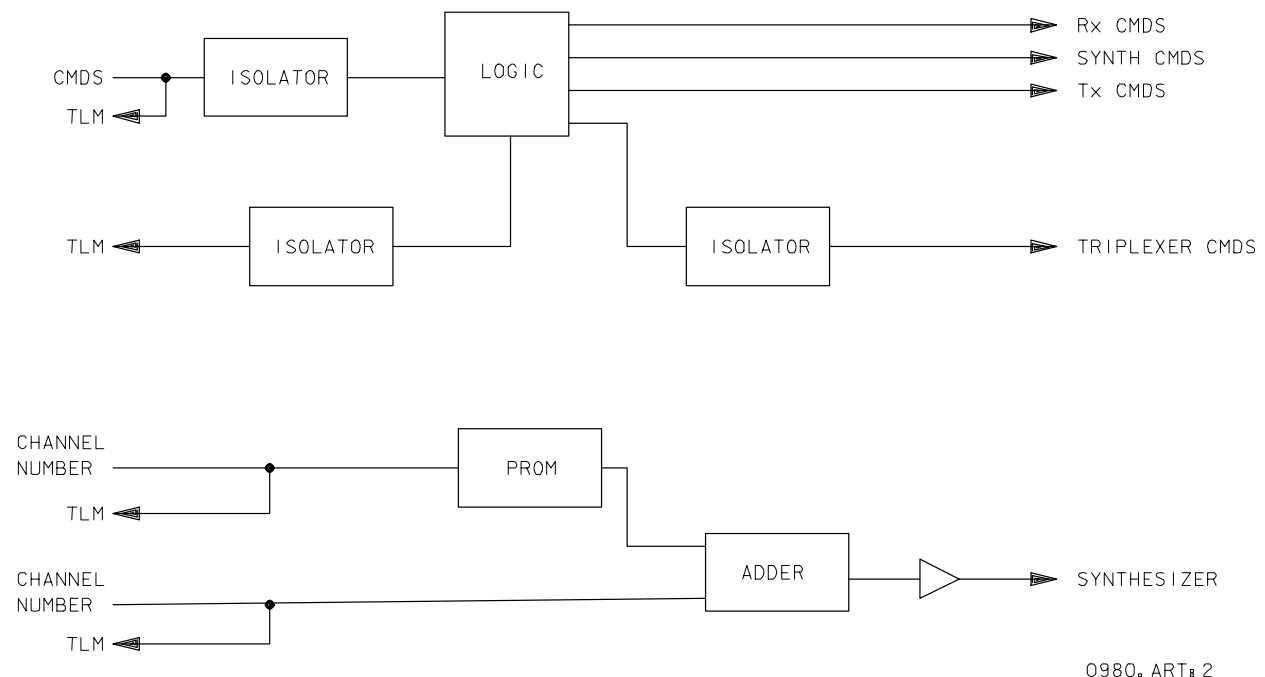 Rx CMDS
SYNTH CMDS
LOGIC
CMDS
ISOLATOR
Tx CMDS
TLM
TLM
ISOLATOR
ISOLATOR
TRIPLEXER CMDS
CHANNEL
NUMBER
PROM
TLM
ADDER
CHANNEL
NUMBER
SYNTHESIZER
TLM
0980.ART:2